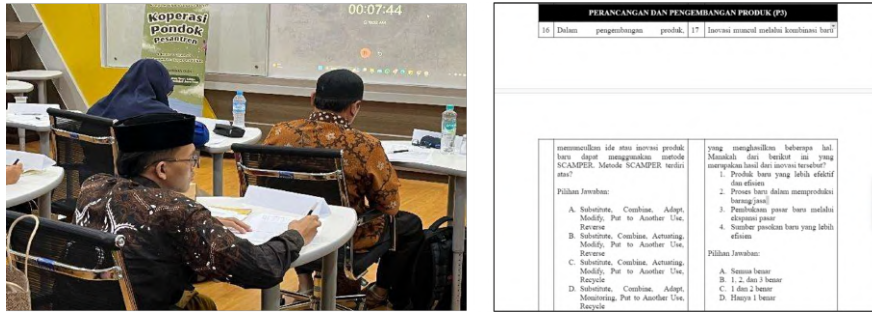 00:07:44
Koperasi
Pondok
Pesantren
PERANCANGAN DAN PENGEMBANGAN PRODUK (P3)
16 Dalam pengembangan produk,
memunculkan ide atau inovasi produk
baru dapat menggunakan metode
SCAMPER. Metode SCAMPER terdiri
atas?
Pilihan Jawaban:
A. Substitute, Combine, Adapt,
Modify, Put to Another Use,
Reverse
B. Substitute, Combine, Actuating,
Modify, Put to Another Use,
Reverse
C. Substitute, Combine, Actuating,
Modify, Put to Another Use,
Recycle
D. Substitute, Combine, Adapt,
Monitoring, Put to Another Use,
Recycle
17 Inovasi muncul melalui kombinasi baru
yang menghasilkan beberapa hal.
Manakah dari berikut ini yang
merupakan hasil dari inovasi tersebut?
1. Produk baru yang lebih efektif
dan efisien
2. Proses baru dalam memproduksi
barang/jasa
3. Pembukaan pasar baru melalui
ekspansi pasar
4. Sumber pasokan baru yang lebih
efisien
Pilihan Jawaban:
A. Semua benar
B. 1, 2, dan 3 benar
C. 1 dan 2 benar
D. Hanya 1 benar